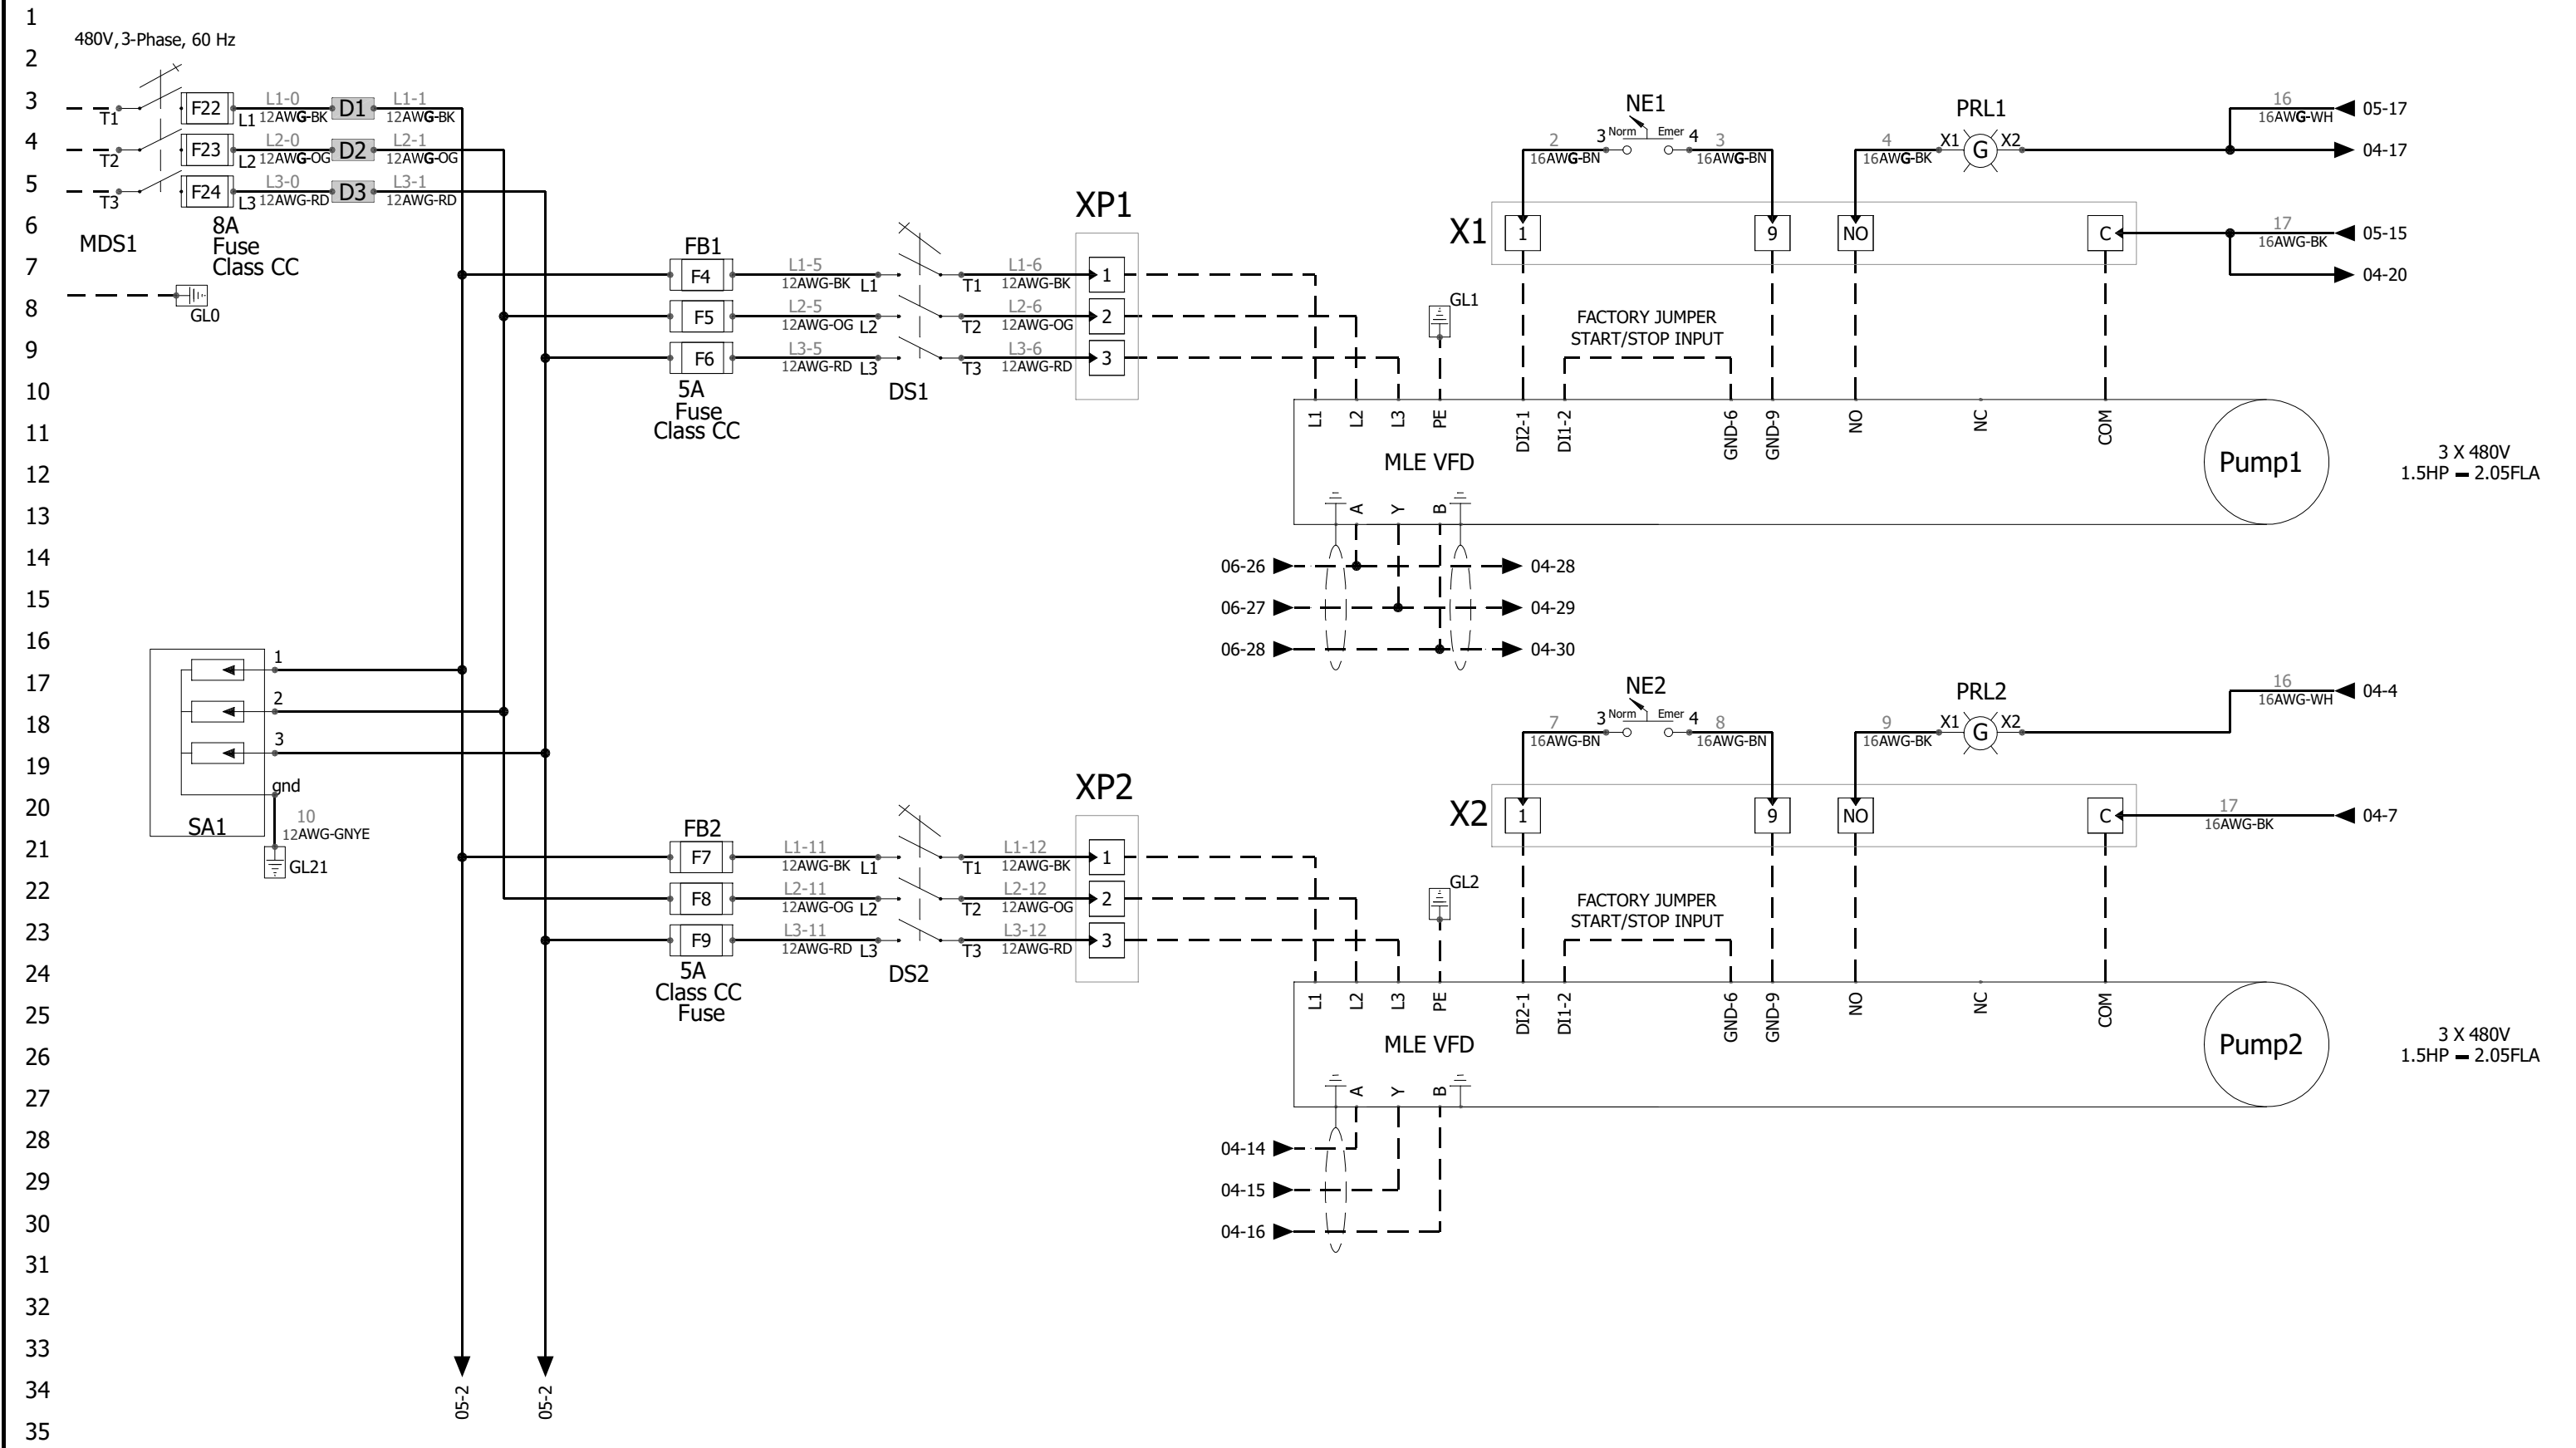 1
480V, 3-Phase, 60 Hz
2
3
T1
F22
L1
L1-0
12AWG-BK
D1
L1-1
12AWG-BK
4
T2
F23
L2
L2-0
12AWG-OG
D2
L2-1
12AWG-OG
5
T3
F24
L3
L3-0
12AWG-RD
D3
L3-1
12AWG-RD
6
MDS1
8A
Fuse
Class CC
7
8
GL0
9
10
11
12
13
14
15
16
17
18
19
20
21
22
23
24
25
26
27
28
29
30
31
32
33
34
35
FB1
F4
L1-5
12AWG-BK
L1
T1
L1-6
12AWG-BK
F5
L2-5
12AWG-OG
L2
T2
L2-6
12AWG-OG
F6
L3-5
12AWG-RD
L3
T3
L3-6
12AWG-RD
5A
Fuse
Class CC
DS1
XP1
1
2
3
NE1
2
16AWG-BN
3
Norm
Emer
4
3
16AWG-BN
PRL1
4
16AWG-BK
X1
G
X2
16
16AWG-WH
05-17
04-17
X1
1
9
NO
C
17
16AWG-BK
05-15
04-20
GL1
FACTORY JUMPER
START/STOP INPUT
L1
L2
L3
PE
DI2-1
DI1-2
GND-6
GND-9
NO
NC
COM
MLE VFD
Pump1
3 X 480V
1.5HP = 2.05FLA
A
Y
B
06-26
04-28
06-27
04-29
06-28
04-30
1
2
3
gnd
SA1
10
12AWG-GNYE
GL21
FB2
F7
L1-11
12AWG-BK
L1
T1
L1-12
12AWG-BK
F8
L2-11
12AWG-OG
L2
T2
L2-12
12AWG-OG
F9
L3-11
12AWG-RD
L3
T3
L3-12
12AWG-RD
5A
Class CC
Fuse
DS2
XP2
1
2
3
NE2
7
16AWG-BN
3
Norm
Emer
4
8
16AWG-BN
PRL2
9
16AWG-BK
X1
G
X2
16
16AWG-WH
04-4
X2
1
9
NO
C
17
16AWG-BK
04-7
GL2
FACTORY JUMPER
START/STOP INPUT
L1
L2
L3
PE
DI2-1
DI1-2
GND-6
GND-9
NO
NC
COM
MLE VFD
Pump2
3 X 480V
1.5HP = 2.05FLA
A
Y
B
04-14
04-15
04-16
05-2
05-2